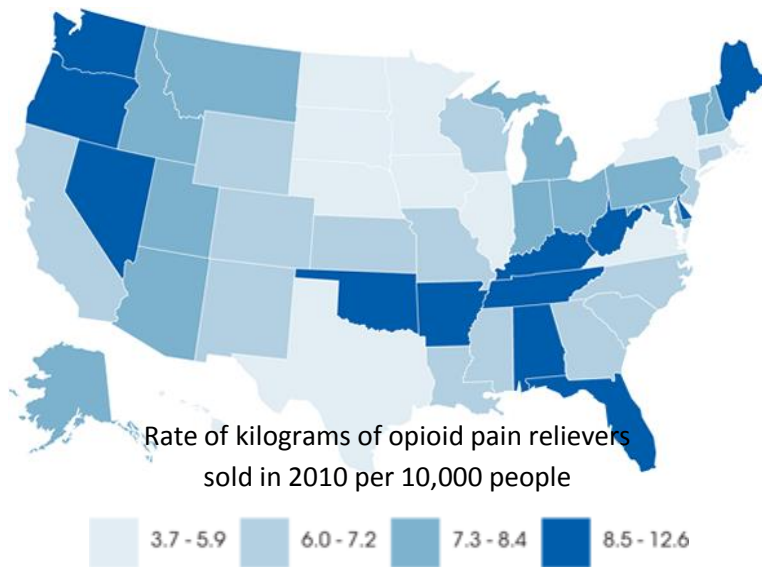 Rate of kilograms of opioid pain relievers
sold in 2010 per 10,000 people
3.7 - 5.9 6.0 - 7.2 7.3 - 8.4 8.5 - 12.6